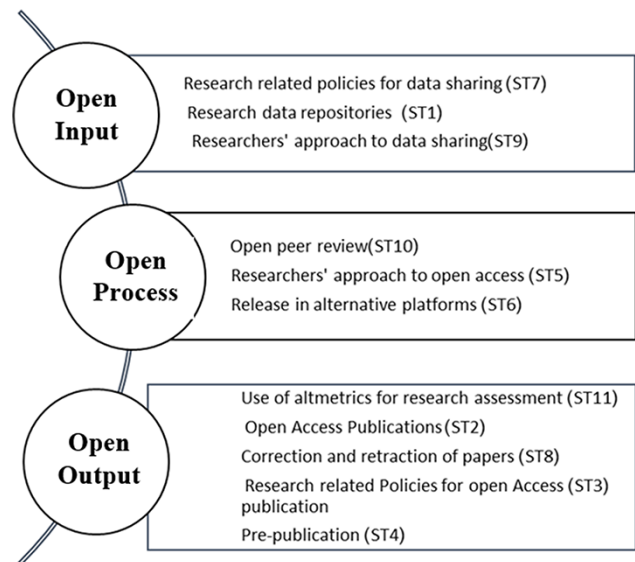 Open
Input
Research related policies for data sharing (ST7)
Research data repositories (ST1)
Researchers' approach to data sharing(ST9)
Open
Process
Open peer review(ST10)
Researchers' approach to open access (ST5)
Release in alternative platforms (ST6)
Open
Output
Use of altmetrics for research assessment (ST11)
Open Access Publications (ST2)
Correction and retraction of papers (ST8)
Research related Policies for open Access (ST3)
publication
Pre-publication (ST4)